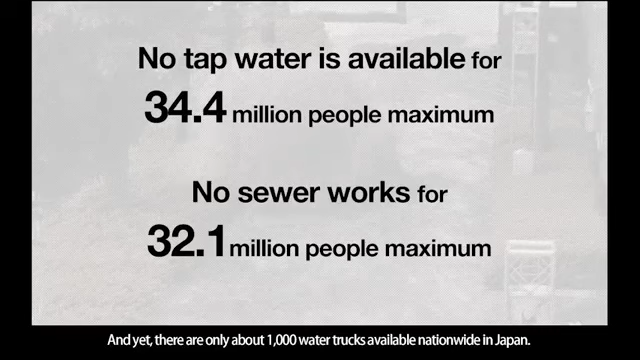 No tap water is available for
34.4 million people maximum
No sewer works for
32.1 million people maximum
And yet, there are only about 1,000 water trucks available nationwide in Japan.